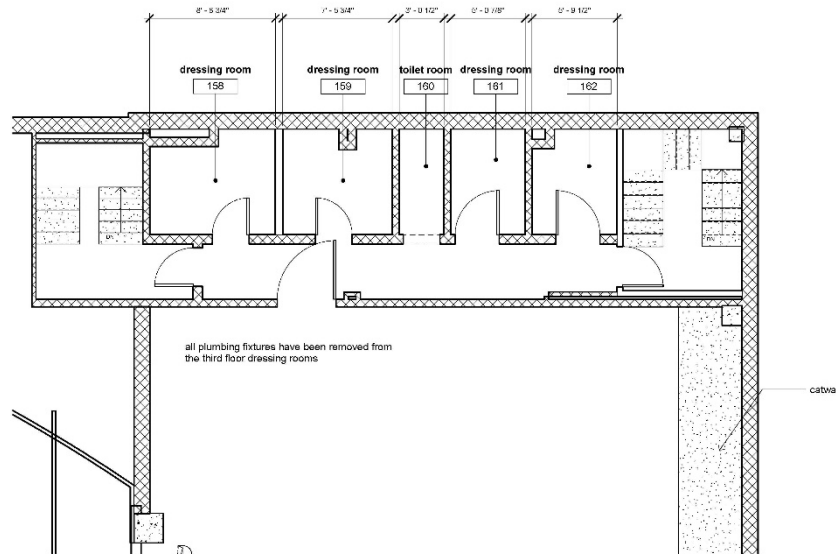 8' - 5 3/4"
7' - 5 3/4"
3' - 0 1/2"
5' - 0 7/8"
5' - 9 1/2"
dressing room
158
dressing room
159
toilet room
160
dressing room
161
dressing room
162
all plumbing fixtures have been removed from
the third floor dressing rooms
catwa